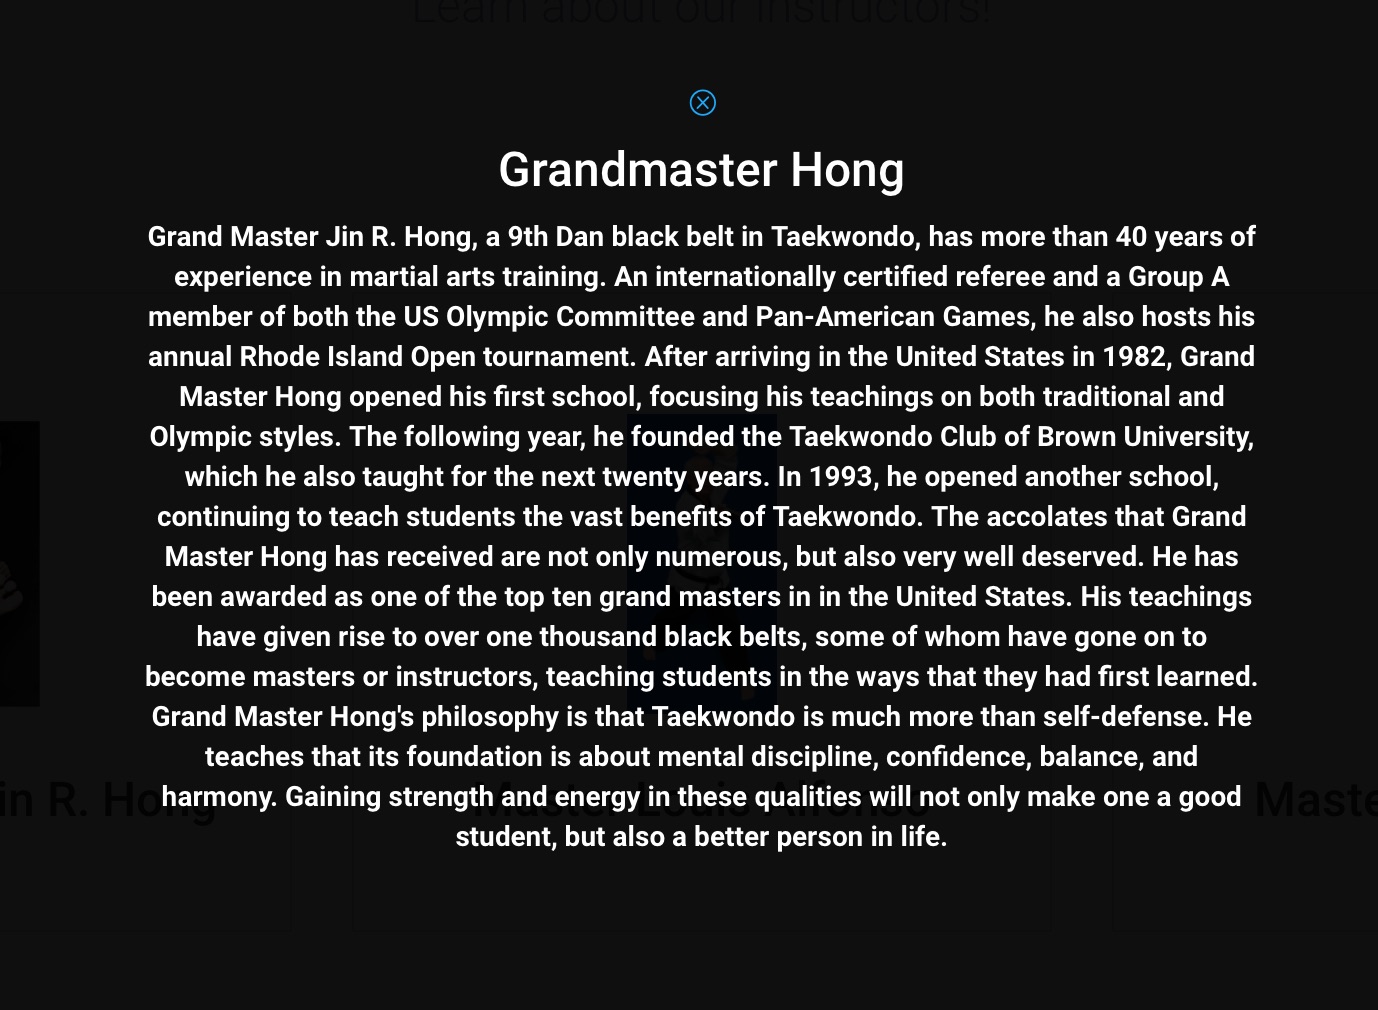 Learn about our instructors!
Grandmaster Hong
Grand Master Jin R. Hong, a 9th Dan black belt in Taekwondo, has more than 40 years of
experience in martial arts training. An internationally certified referee and a Group A
member of both the US Olympic Committee and Pan-American Games, he also hosts his
annual Rhode Island Open tournament. After arriving in the United States in 1982, Grand
Master Hong opened his first school, focusing his teachings on both traditional and
Olympic styles. The following year, he founded the Taekwondo Club of Brown University,
which he also taught for the next twenty years. In 1993, he opened another school,
continuing to teach students the vast benefits of Taekwondo. The accolates that Grand
Master Hong has received are not only numerous, but also very well deserved. He has
been awarded as one of the top ten grand masters in in the United States. His teachings
have given rise to over one thousand black belts, some of whom have gone on to
become masters or instructors, teaching students in the ways that they had first learned.
Grand Master Hong's philosophy is that Taekwondo is much more than self-defense. He
teaches that its foundation is about mental discipline, confidence, balance, and
harmony. Gaining strength and energy in these qualities will not only make one a good
student, but also a better person in life.
in R. Hong
Master Louis Alfonso
Maste